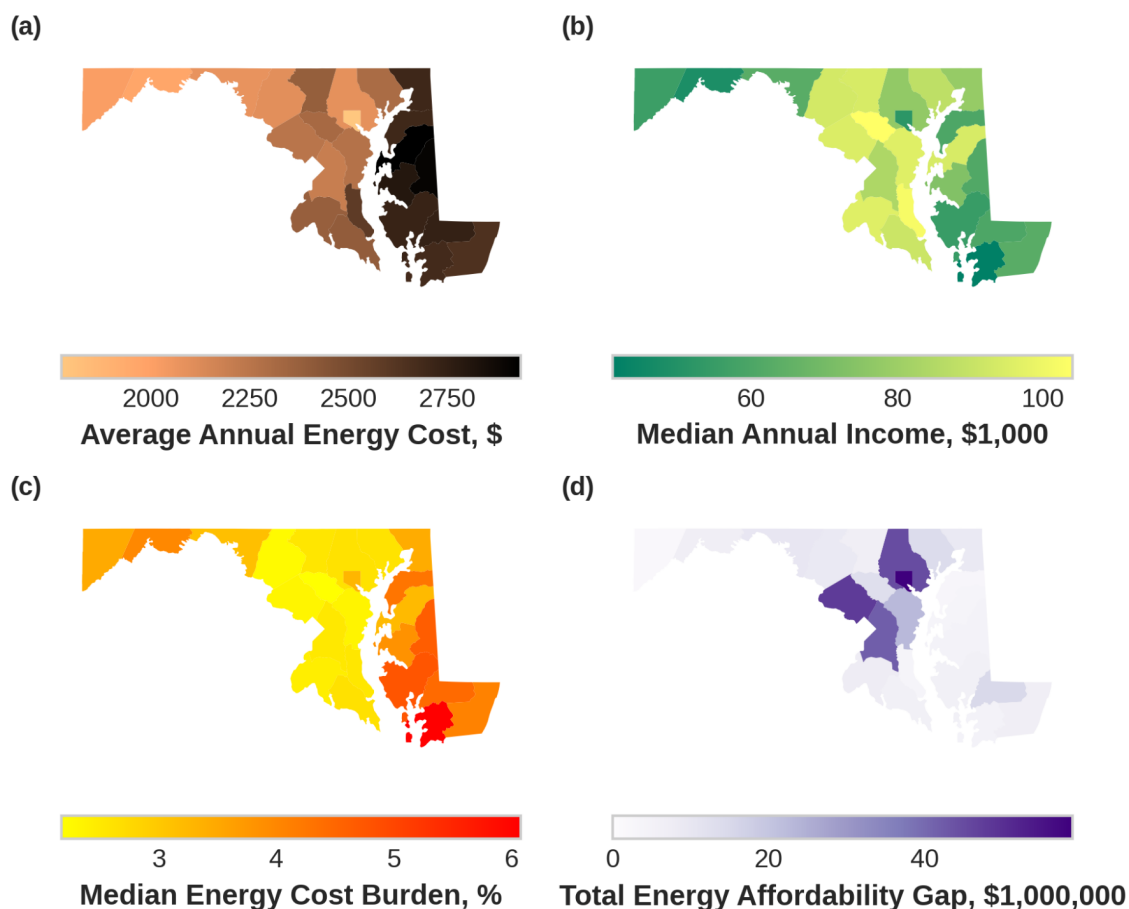 (a)
(b)
2000 2250 2500 2750
Average Annual Energy Cost, $
60 80 100
Median Annual Income, $1,000
(c)
(d)
3 4 5 6
Median Energy Cost Burden, %
0 20 40
Total Energy Affordability Gap, $1,000,000